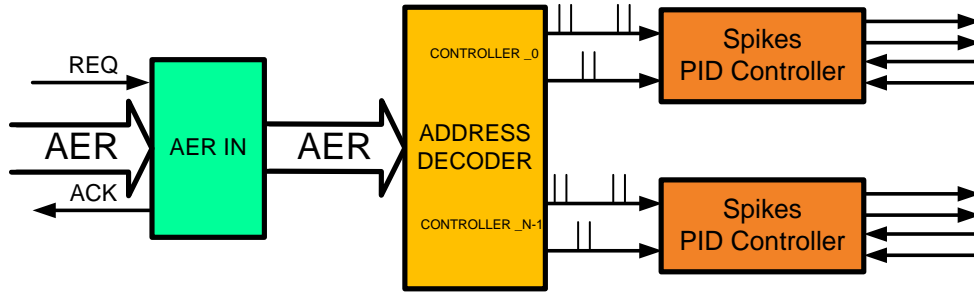 REQ
AER
ACK
AER IN
AER
CONTROLLER _0
ADDRESS
DECODER
CONTROLLER _N-1
Spikes
PID Controller
Spikes
PID Controller